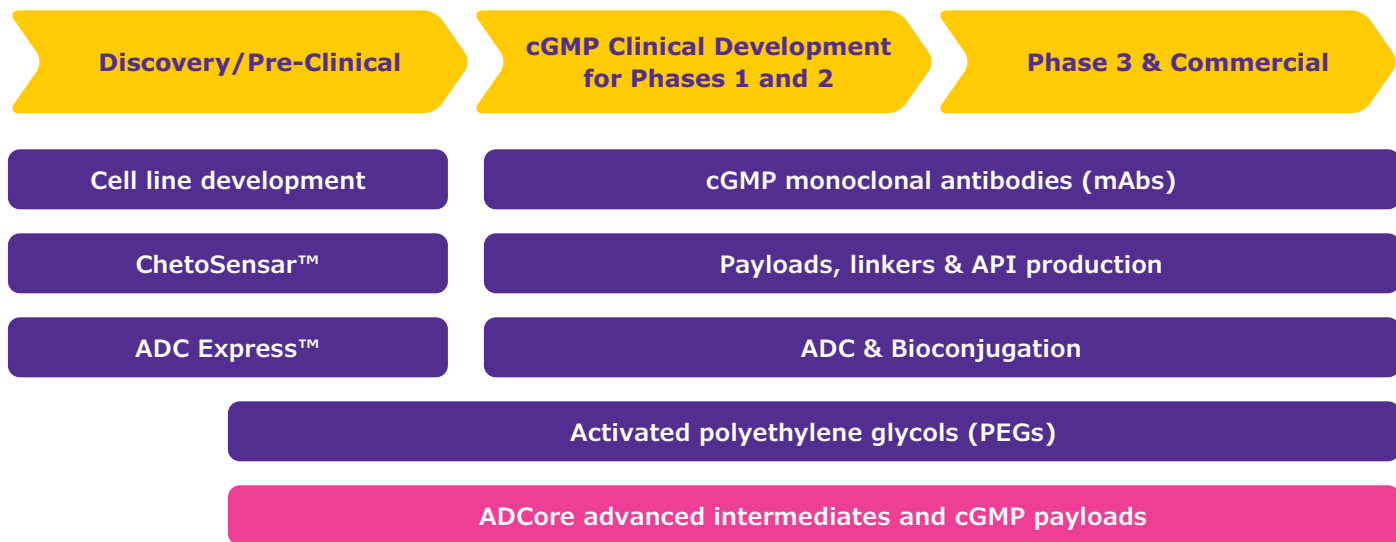 Discovery/Pre-Clinical
cGMP Clinical Development
for Phases 1 and 2
Phase 3 & Commercial
Cell line development
cGMP monoclonal antibodies (mAbs)
ChetoSensar™
Payloads, linkers & API production
ADC Express™
ADC & Bioconjugation
Activated polyethylene glycols (PEGs)
ADCore advanced intermediates and cGMP payloads